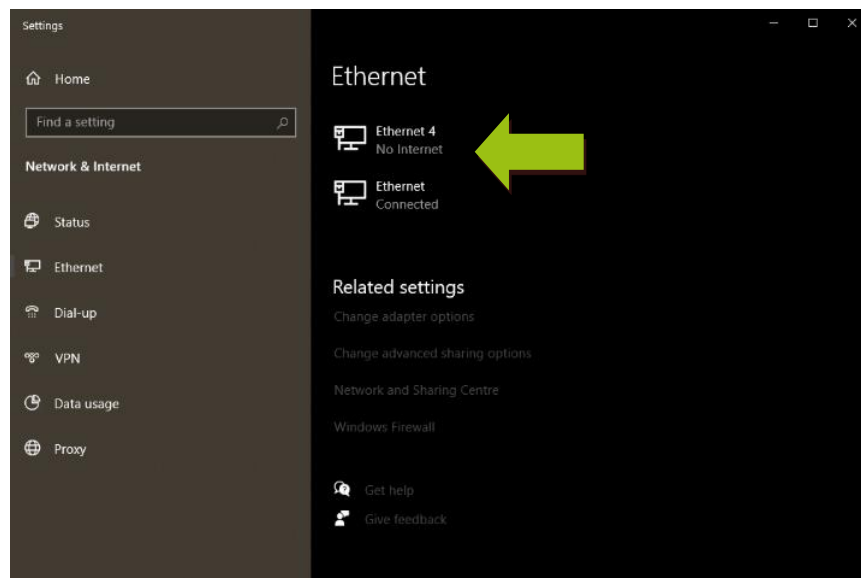 Settings
Home
Find a setting
Network & Internet
Status
Ethernet
Dial-up
VPN
Data usage
Proxy
Ethernet
Ethernet 4
No Internet
Ethernet
Connected
Related settings
Change adapter options
Change advanced sharing options
Network and Sharing Centre
Windows Firewall
Get help
Give feedback